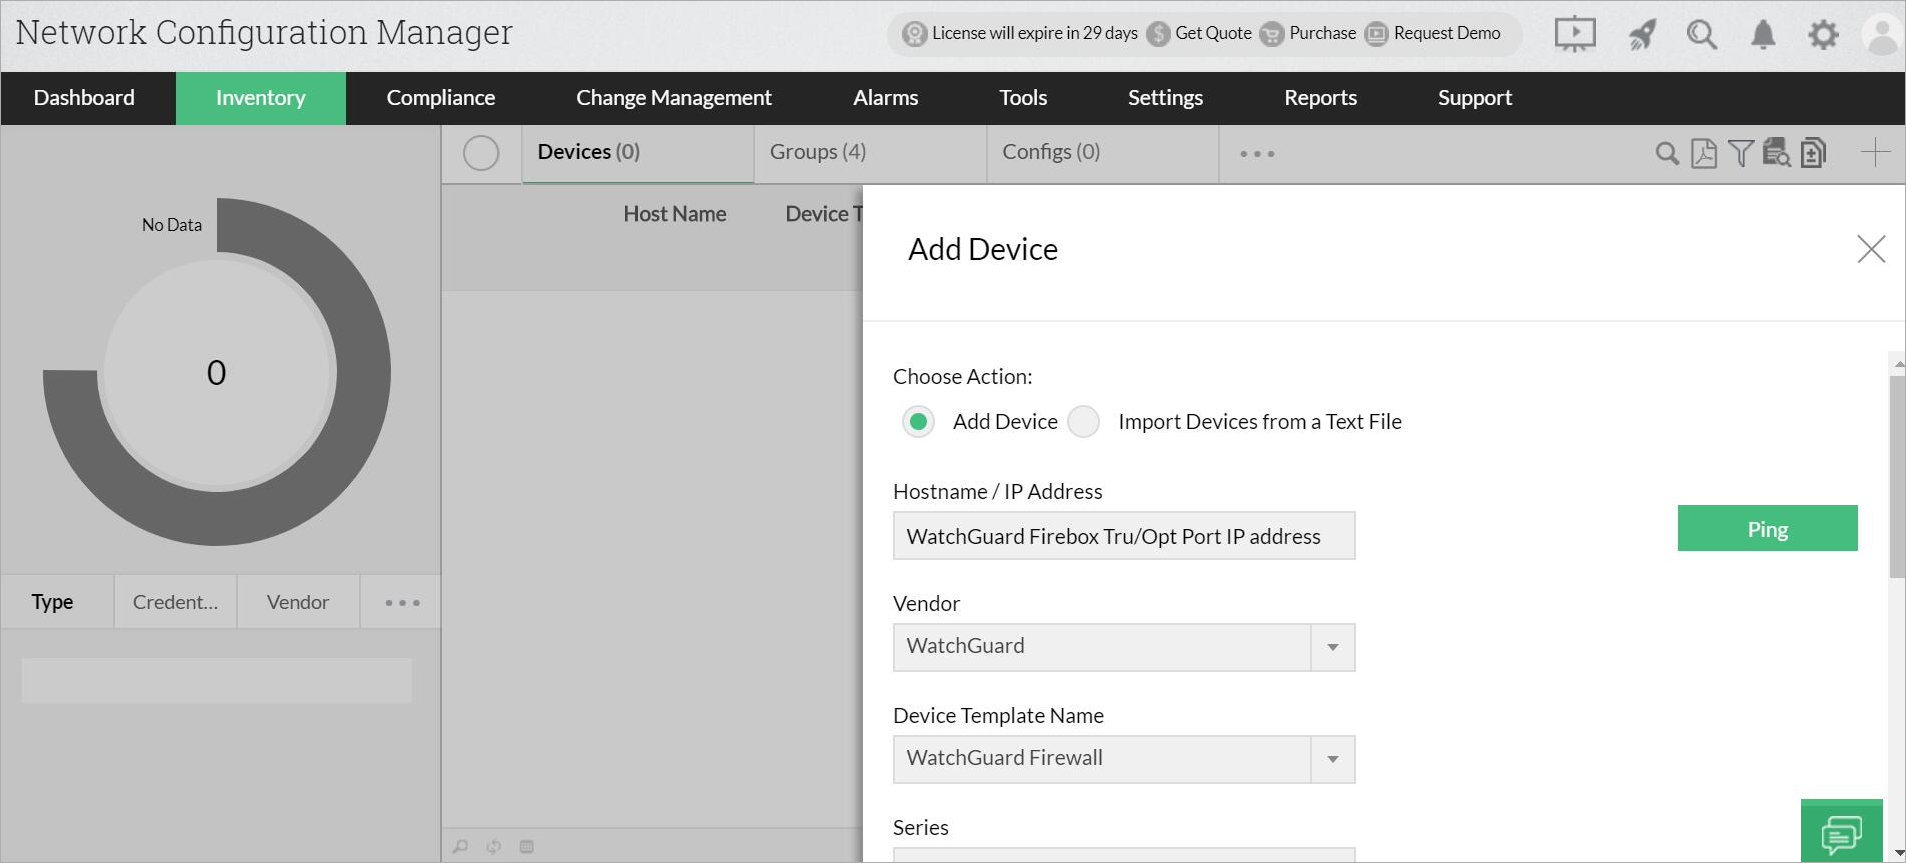 Network Configuration Manager
License will expire in 29 days Get Quote Purchase Request Demo
Dashboard Inventory Compliance Change Management Alarms Tools Settings Reports Support
Devices (0) Groups (4) Configs (0)
Host Name Device T
No Data
0
Type Credent... Vendor
Add Device
Choose Action:
Add Device Import Devices from a Text File
Hostname / IP Address
WatchGuard Firebox Tru/Opt Port IP address
Ping
Vendor
WatchGuard
Device Template Name
WatchGuard Firewall
Series